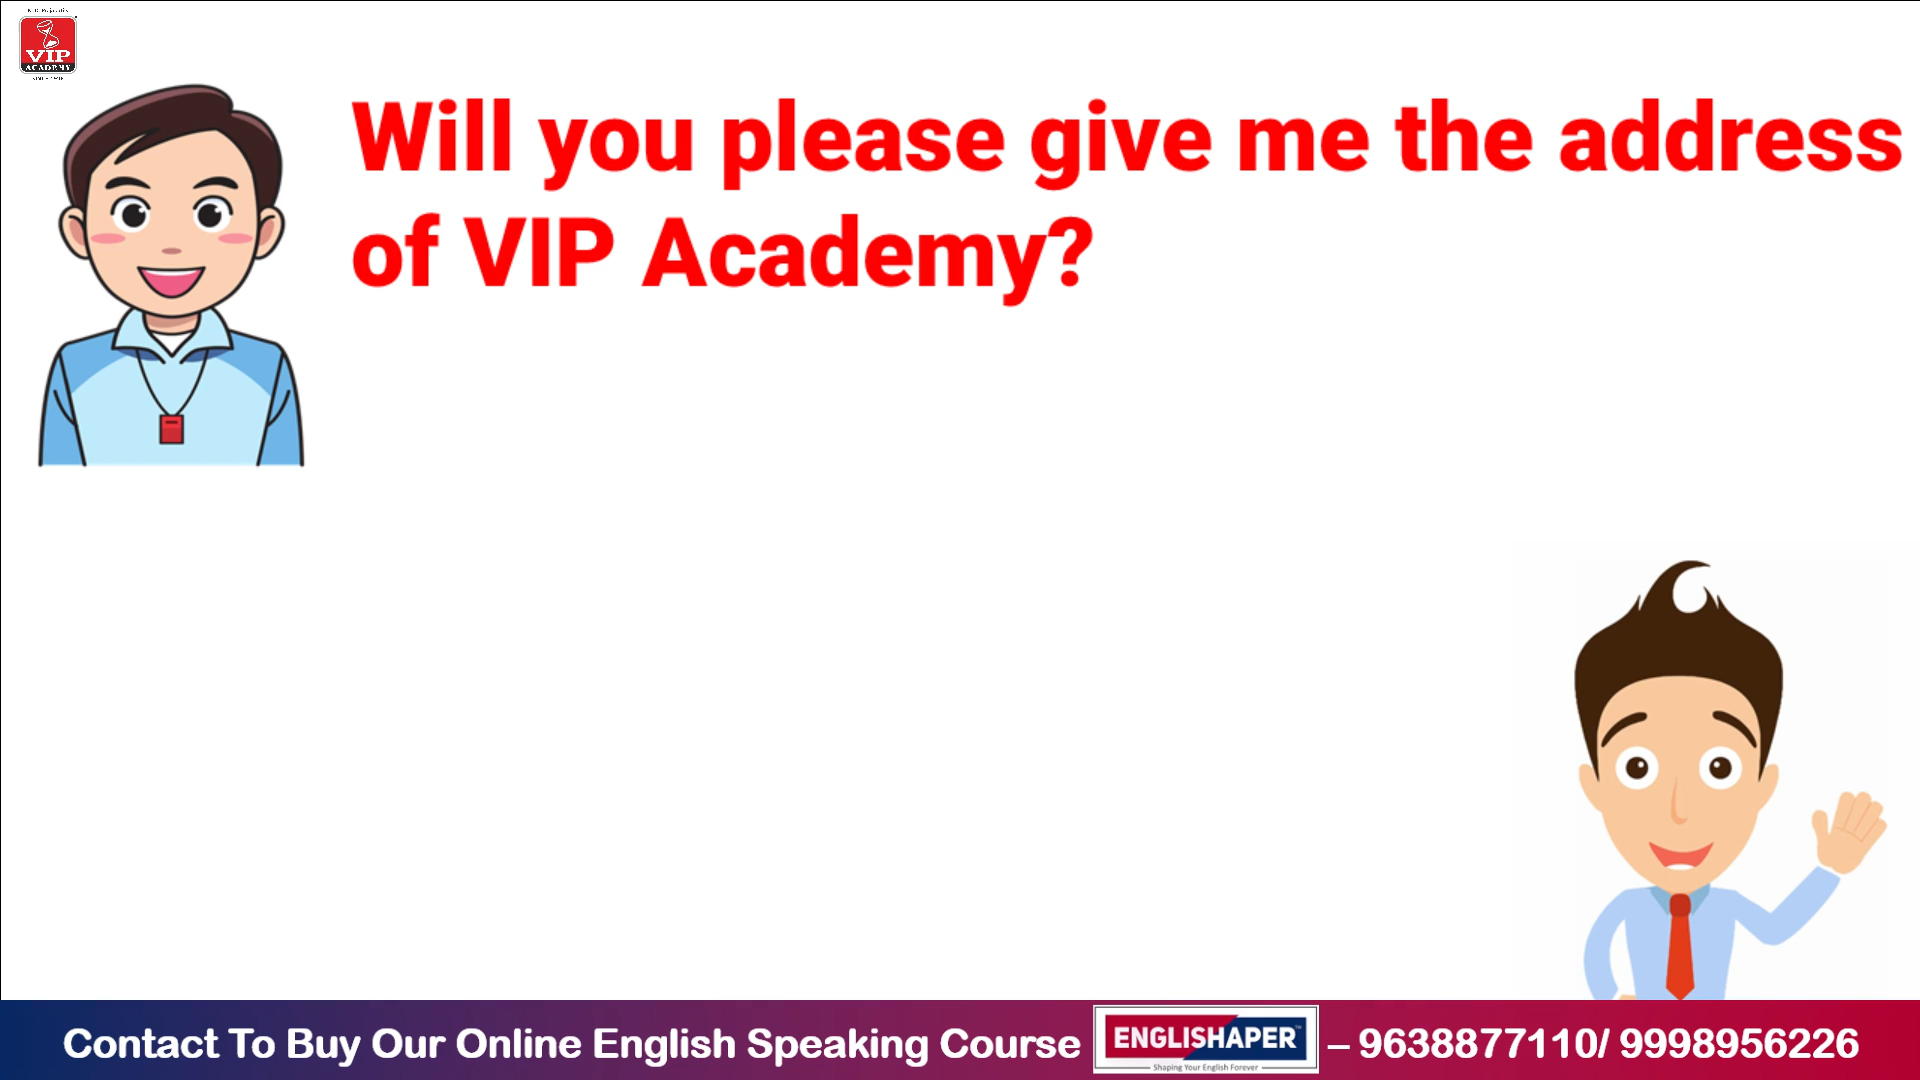 VIP
ACADEMY
Will you please give me the address
of VIP Academy?
Contact To Buy Our Online English Speaking Course ENGLISHAPER™ – 9638877110/ 9998956226
Shaping Your English Forever